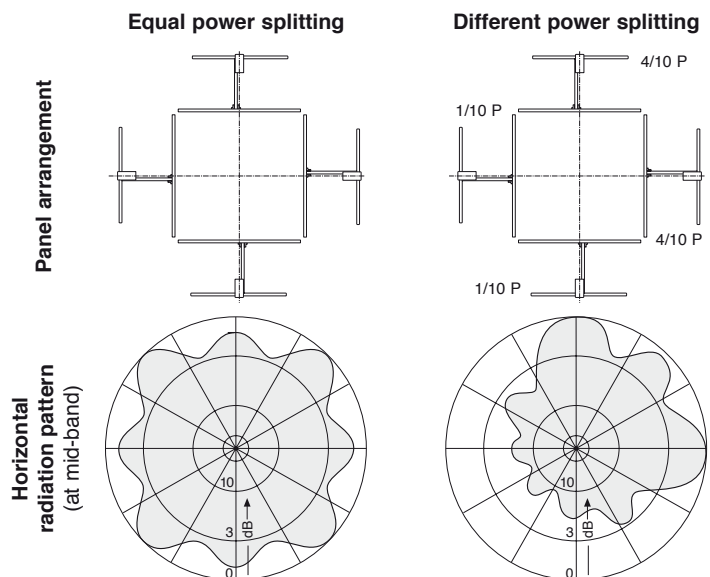 Equal power splitting
Different power splitting
Panel arrangement
4/10 P
1/10 P
4/10 P
1/10 P
Horizontal
radiation pattern
(at mid-band)
10
3
0
dB
10
3
0
dB